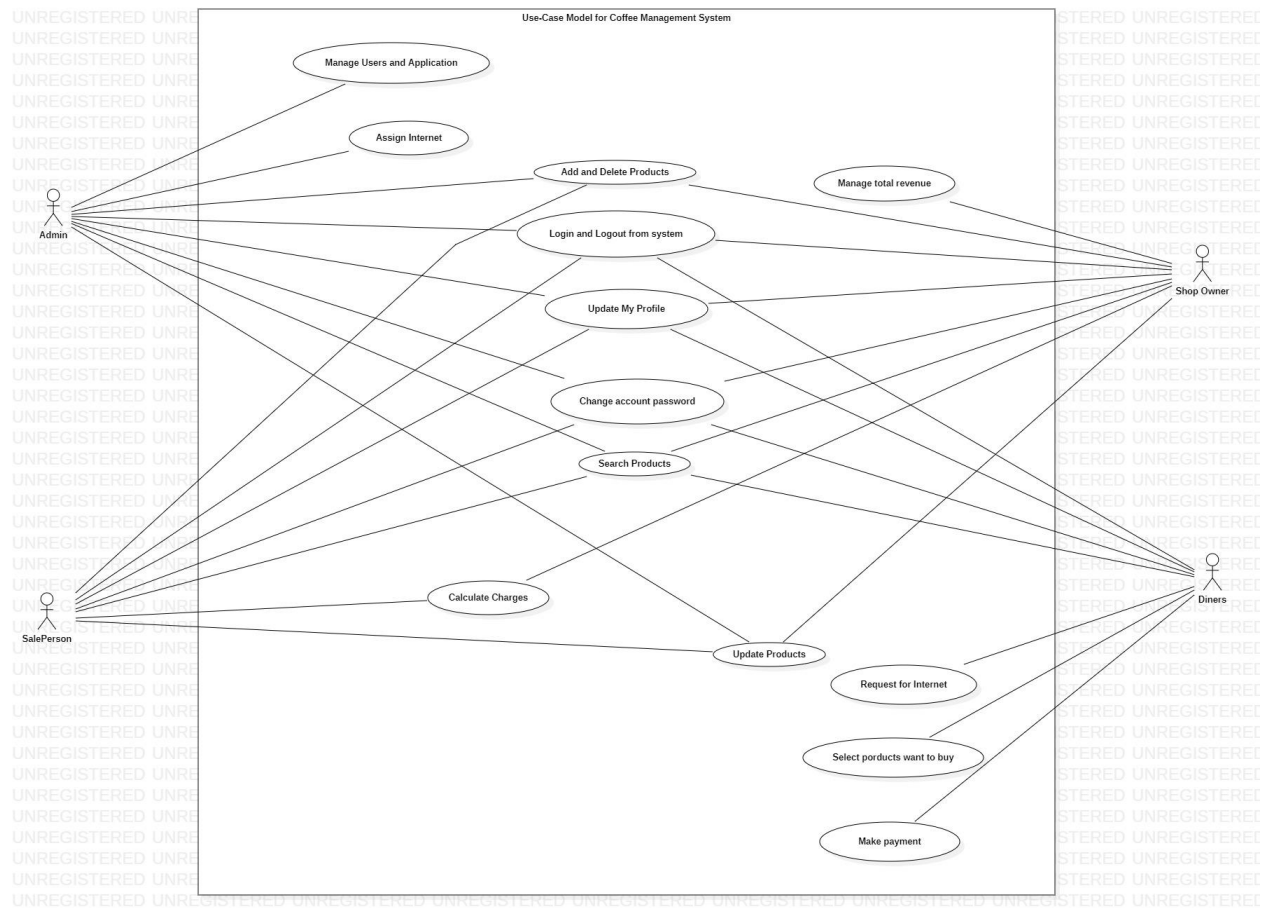 Use-Case Model for Coffee Management System
Manage Users and Application
Assign Internet
Add and Delete Products
Manage total revenue
Admin
Login and Logout from system
Shop Owner
Update My Profile
Change account password
Search Products
Calculate Charges
Diners
SalePerson
Update Products
Request for Internet
Select porducts want to buy
Make payment
UNREGISTERED